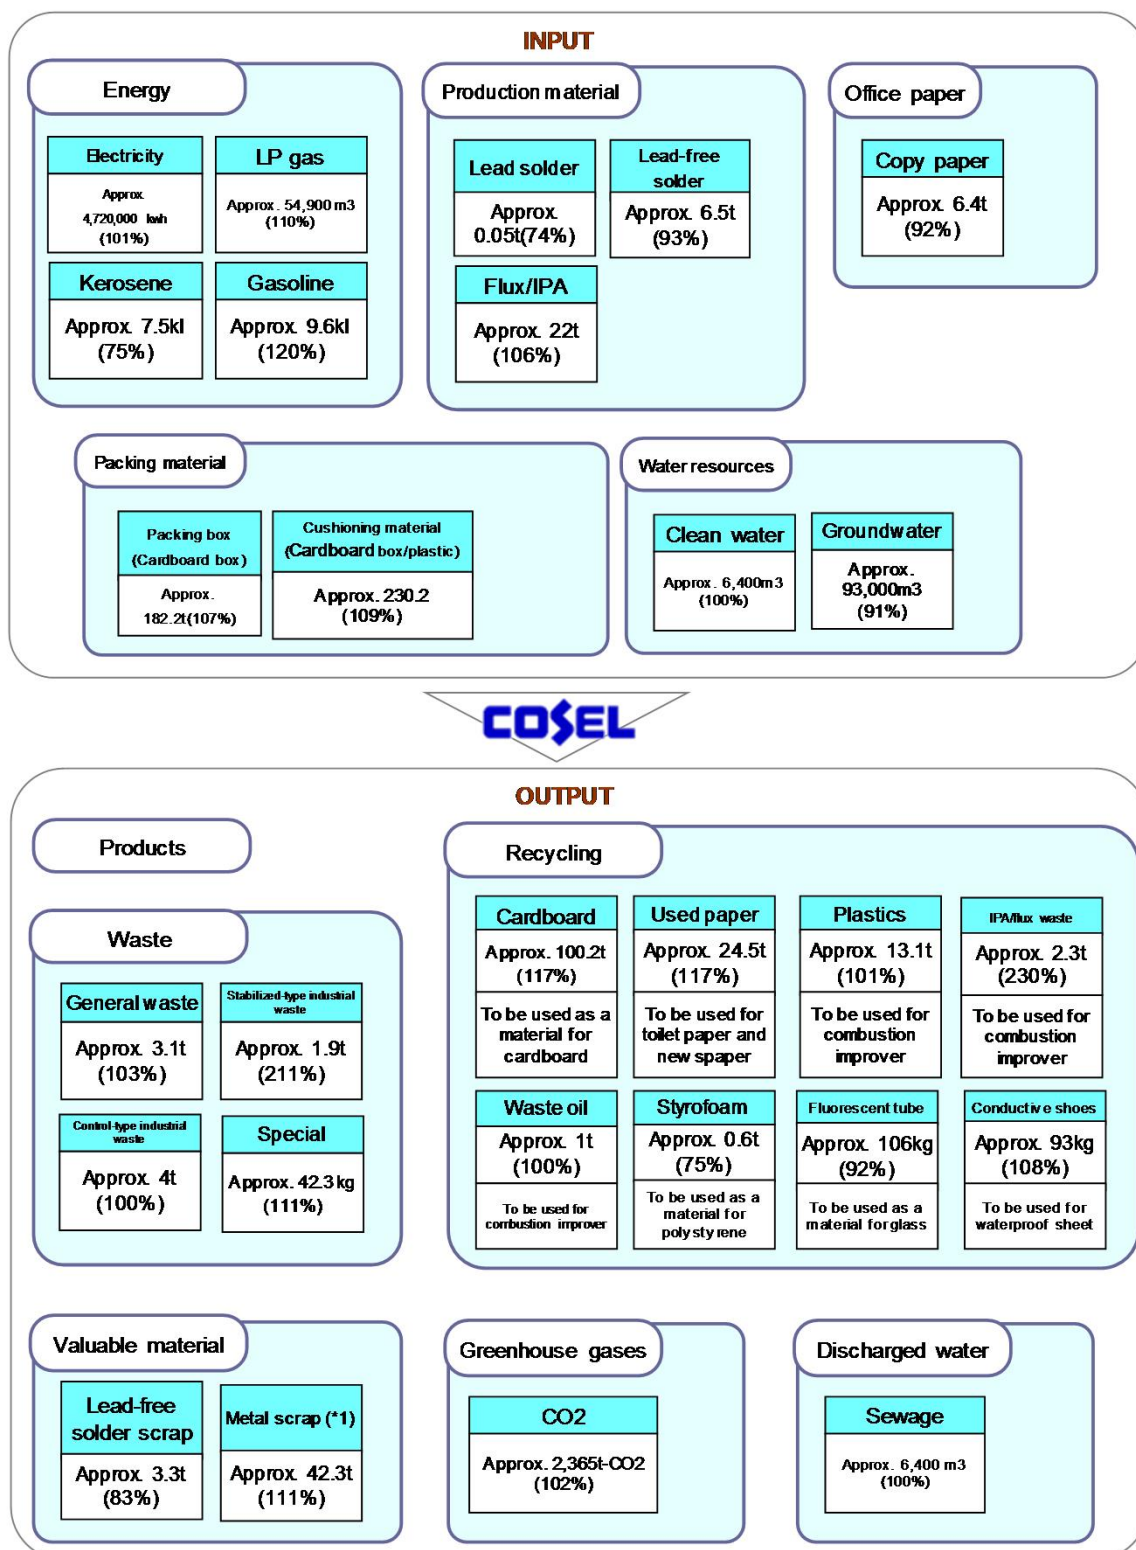 INPUT
Energy
Electricity
Approx.
4,720,000 kwh
(101%)
LP gas
Approx. 54,900 m3
(110%)
Kerosene
Approx. 7.5kl
(75%)
Gasoline
Approx. 9.6kl
(120%)
Production material
Lead solder
Approx.
0.05t(74%)
Lead-free
solder
Approx. 6.5t
(93%)
Flux/IPA
Approx. 22t
(106%)
Office paper
Copy paper
Approx. 6.4t
(92%)
Packing material
Packing box
(Cardboard box)
Approx.
182.2t(107%)
Cushioning material
(Cardboard box/plastic)
Approx. 230.2
(109%)
Water resources
Clean water
Approx. 6,400m3
(100%)
Groundwater
Approx.
93,000m3
(91%)
COSEL
OUTPUT
Products
Waste
General waste
Approx. 3.1t
(103%)
Stabilized-type industrial
waste
Approx. 1.9t
(211%)
Control-type industrial
waste
Approx. 4t
(100%)
Special
Approx. 42.3 kg
(111%)
Recycling
Cardboard
Approx. 100.2t
(117%)
To be used as a
material for
cardboard
Used paper
Approx. 24.5t
(117%)
To be used for
toilet paper and
new spaper
Plastics
Approx. 13.1t
(101%)
To be used for
combustion
improver
IPA/flux waste
Approx. 2.3t
(230%)
To be used for
combustion
improver
Waste oil
Approx. 1t
(100%)
To be used for
combustion improver
Styrofoam
Approx. 0.6t
(75%)
To be used as a
material for
polystyrene
Fluorescent tube
Approx. 106kg
(92%)
To be used as a
material for glass
Conductive shoes
Approx. 93kg
(108%)
To be used for
waterproof sheet
Valuable material
Lead-free
solder scrap
Approx. 3.3t
(83%)
Metal scrap (*1)
Approx. 42.3t
(111%)
Greenhouse gases
CO2
Approx. 2,365t-CO2
(102%)
Discharged water
Sewage
Approx. 6,400 m3
(100%)